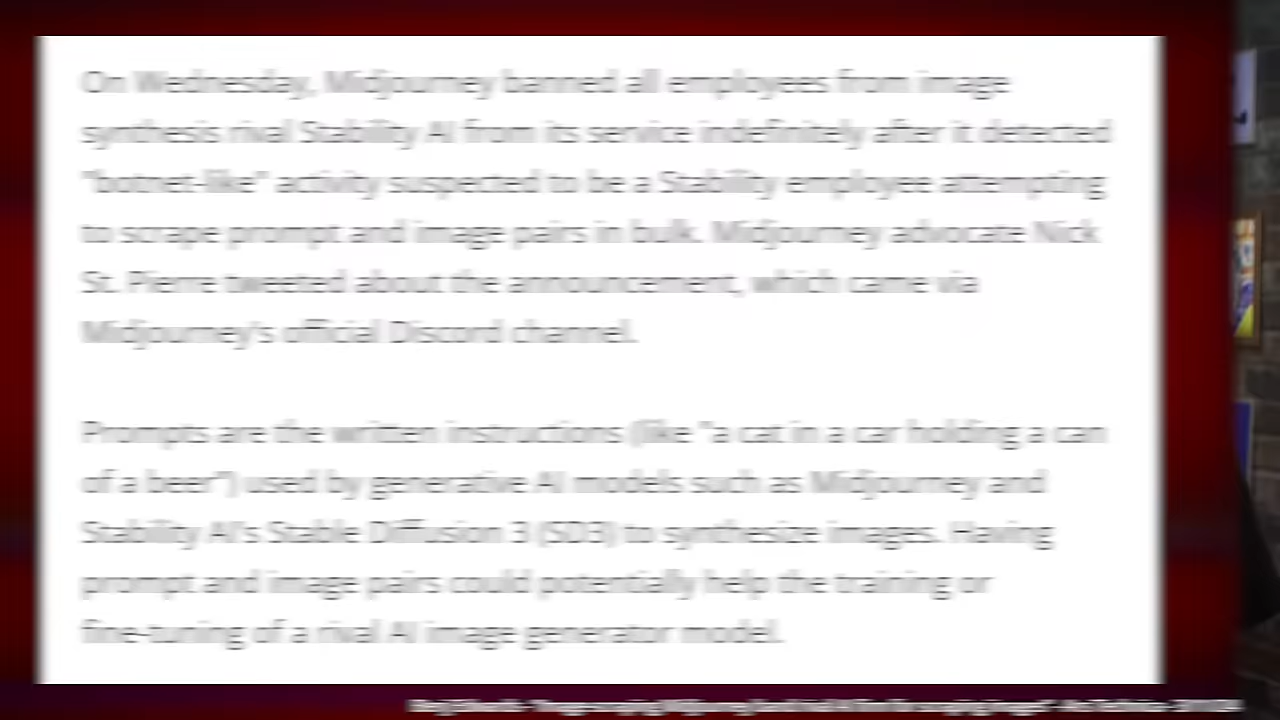 On Wednesday, Midjourney banned all employees from image
synthesis rival Stability AI from its service indefinitely after it detected
"botnet-like" activity suspected to be a Stability employee attempting
to scrape prompt and image pairs in bulk. Midjourney advocate Nick
St. Pierre tweeted about the announcement, which came via
Midjourney's official Discord channel.
Prompts are the written instructions (like "a cat in a car holding a can
of a beer") used by generative AI models such as Midjourney and
Stability AI's Stable Diffusion 3 (SD3) to synthesize images. Having
prompt and image pairs could potentially help the training or
fine-tuning of a rival AI image generator model.